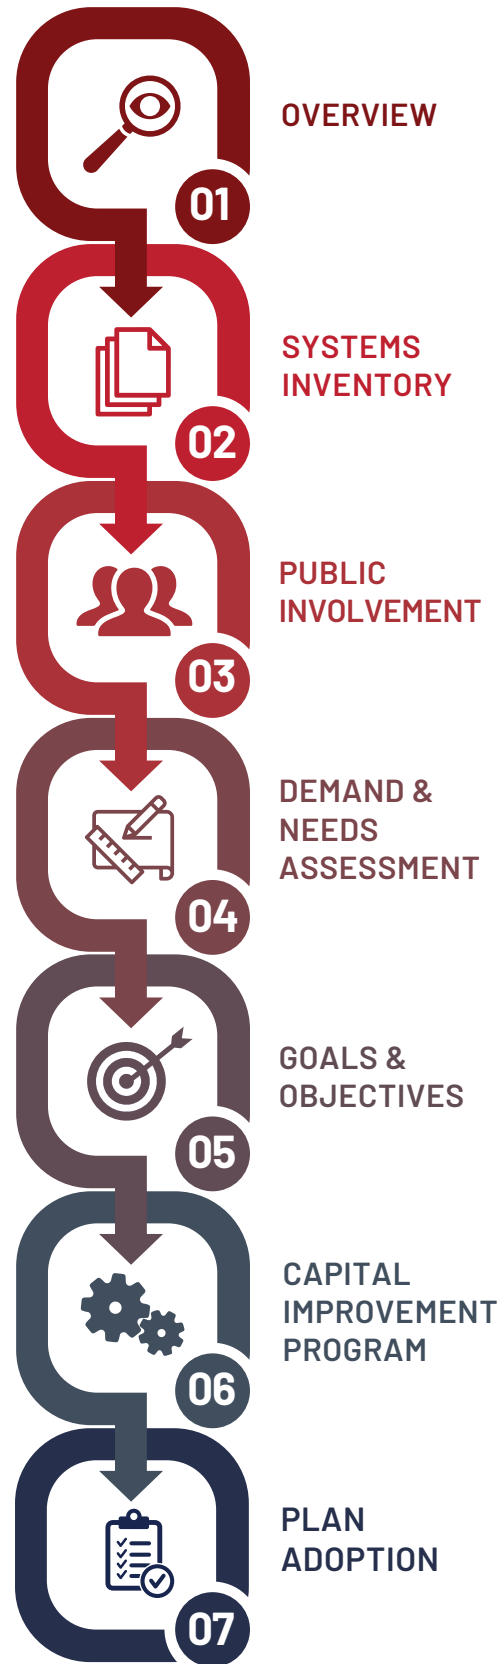 OVERVIEW
01
SYSTEMS
INVENTORY
02
PUBLIC
INVOLVEMENT
03
DEMAND &
NEEDS
ASSESSMENT
04
GOALS &
OBJECTIVES
05
CAPITAL
IMPROVEMENT
PROGRAM
06
PLAN
ADOPTION
07